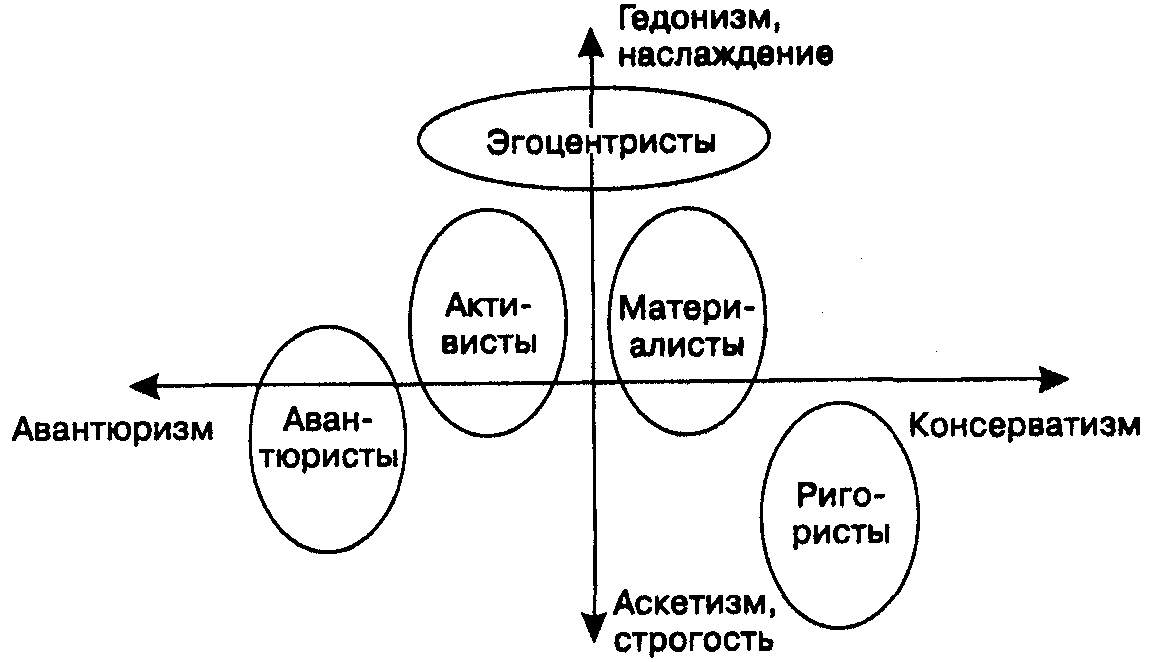 Гедонизм,
наслаждение
Эгоцентристы
Акти-
висты
Матери-
алисты
Авантюризм
Аван-
тюристы
Консерватизм
Риго-
ристы
Аскетизм,
строгость